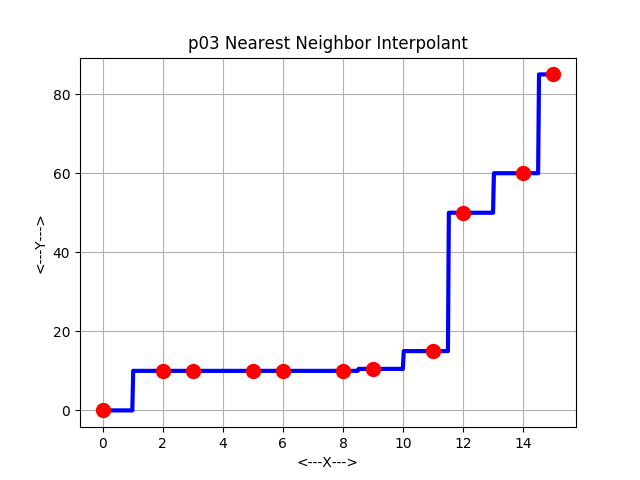 p03 Nearest Neighbor Interpolant
80
60
40
20
0
<---Y--->
0 2 4 6 8 10 12 14
<---X--->